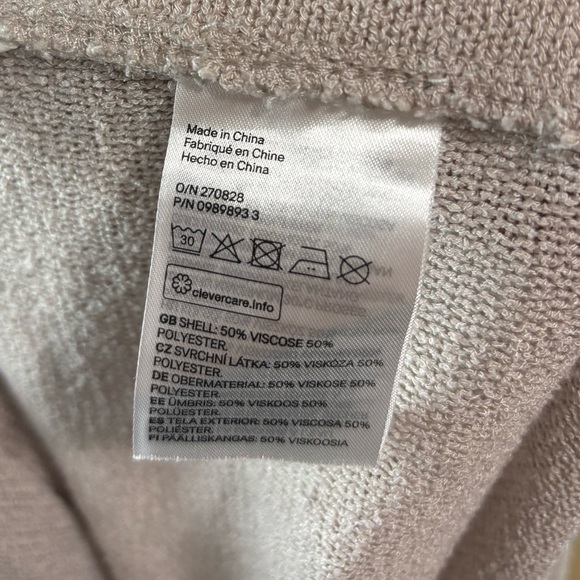 Made in China
Fabriqué en Chine
Hecho en China
O/N 270828
P/N 0989893 3
30
clevercare.info
GB SHELL: 50% VISCOSE 50%
POLYESTER.
CZ SVRCHNÍ LÁTKA: 50% VISKÓZA 50%
POLYESTER.
DE OBERMATERIAL: 50% VISKOSE 50%
POLYESTER.
EE ÜMBRIS: 50% VISKOOS 50%
POLÜESTER.
ES TELA EXTERIOR: 50% VISCOSA 50%
POLIÉSTER.
FI PÄÄLLISKANGAS: 50% VISKOOSIA